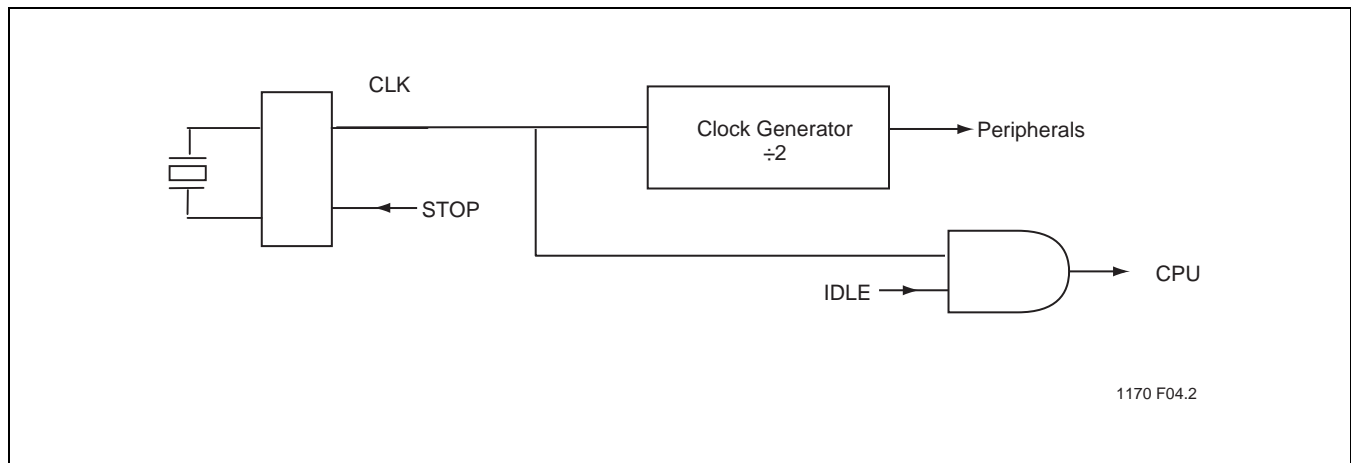 CLK
Clock Generator
÷2
Peripherals
STOP
IDLE
CPU
1170 F04.2